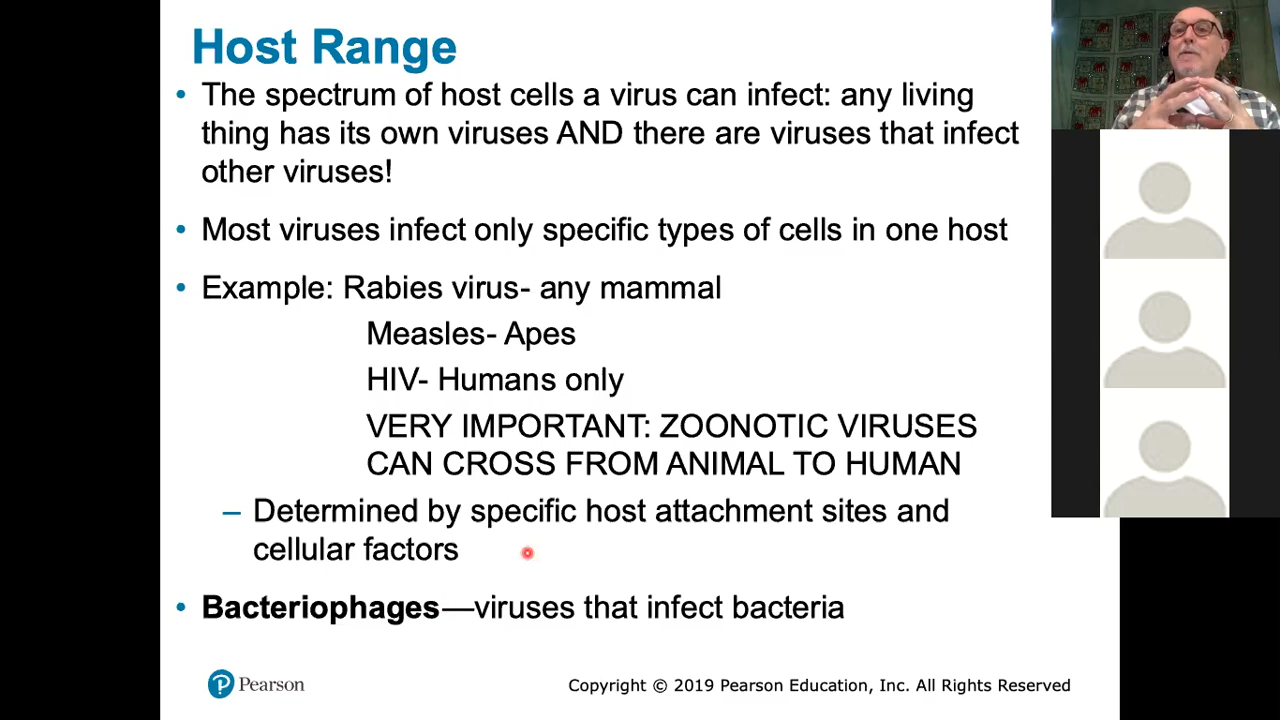 Host Range
• The spectrum of host cells a virus can infect: any living
thing has its own viruses AND there are viruses that infect
other viruses!
• Most viruses infect only specific types of cells in one host
• Example: Rabies virus- any mammal
Measles- Apes
HIV- Humans only
VERY IMPORTANT: ZOONOTIC VIRUSES
CAN CROSS FROM ANIMAL TO HUMAN
– Determined by specific host attachment sites and
cellular factors
• Bacteriophages—viruses that infect bacteria
P Pearson
Copyright © 2019 Pearson Education, Inc. All Rights Reserved